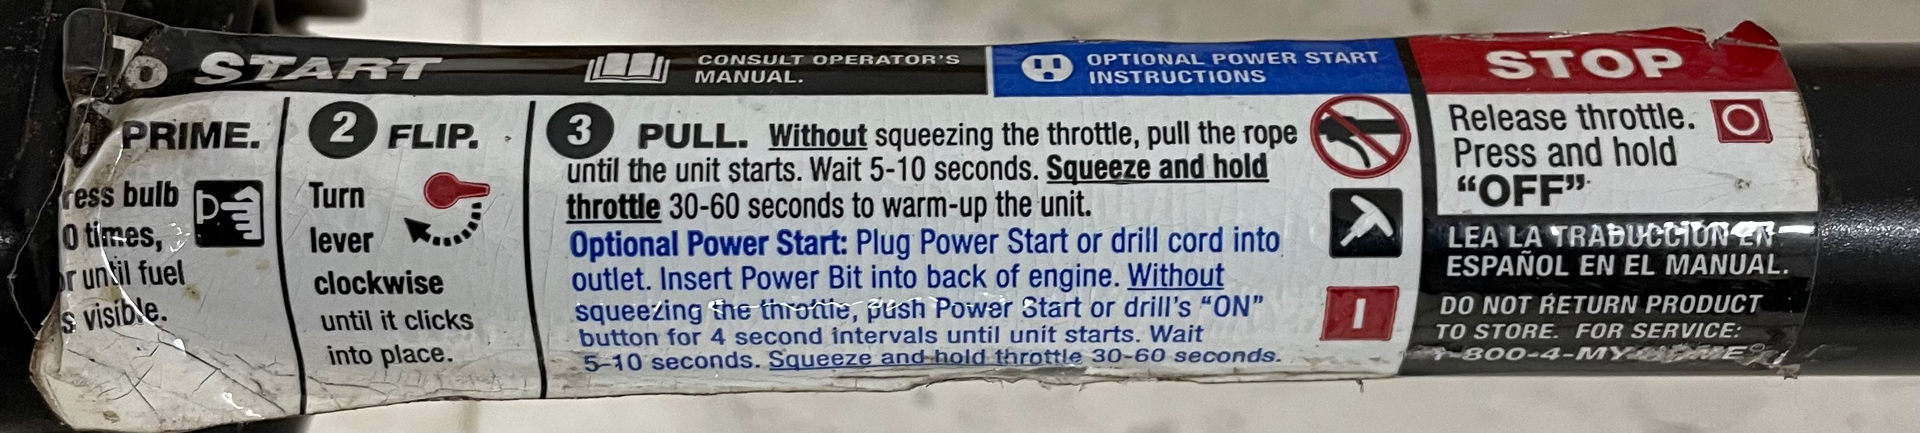 To START
CONSULT OPERATOR'S
MANUAL.
OPTIONAL POWER START
INSTRUCTIONS
PRIME.
ress bulb
0 times,
r until fuel
s visible.
2 FLIP.
Turn
lever
clockwise
until it clicks
into place.
3 PULL. Without squeezing the throttle, pull the rope
until the unit starts. Wait 5-10 seconds. Squeeze and hold
throttle 30-60 seconds to warm-up the unit.
Optional Power Start: Plug Power Start or drill cord into
outlet. Insert Power Bit into back of engine. Without
squeezing the throttle, push Power Start or drill's "ON"
button for 4 second intervals until unit starts. Wait
5-10 seconds. Squeeze and hold throttle 30-60 seconds.
STOP
Release throttle.
Press and hold
"OFF"
LEA LA TRADUCCIÓN EN
ESPAÑOL EN EL MANUAL.
DO NOT RETURN PRODUCT
TO STORE. FOR SERVICE: